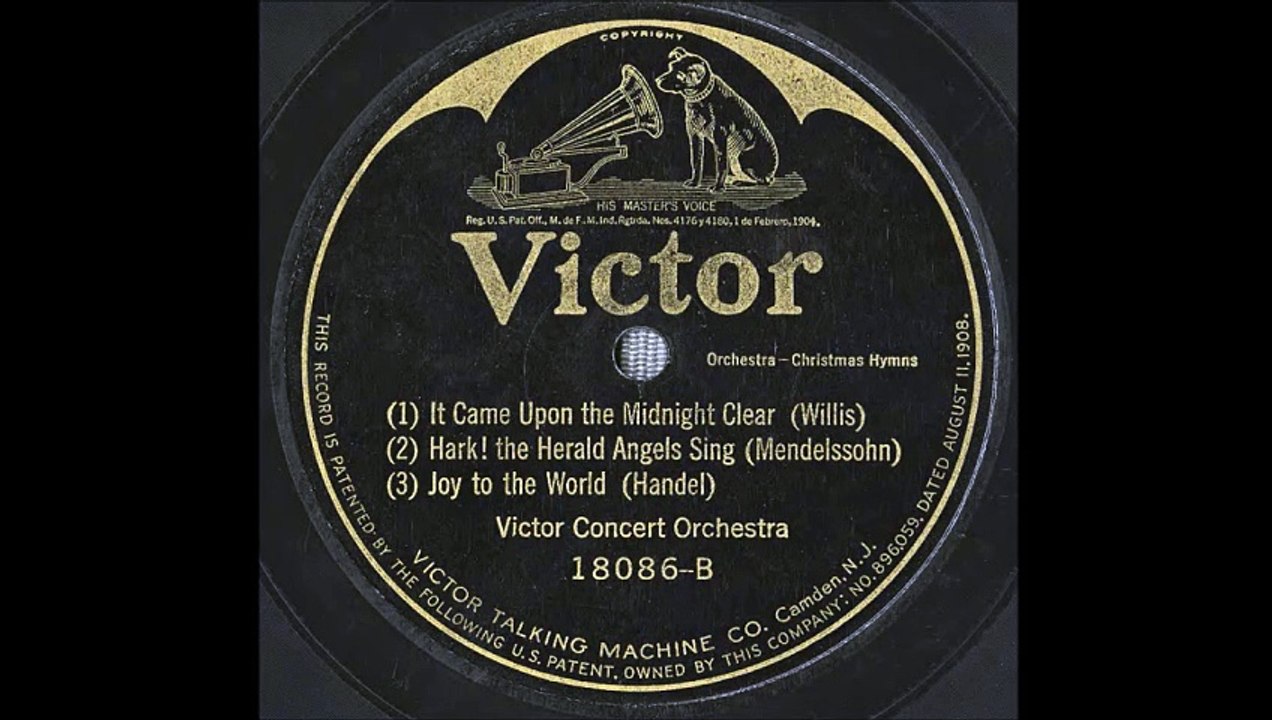 COPYRIGHT
HIS MASTER'S VOICE
Reg. U.S. Pat. Off., M. de F. M. Ind. Rgtrda. Nos. 4176 y 4180, 1 de Febrero, 1904.
Victor
Orchestra – Christmas Hymns
(1) It Came Upon the Midnight Clear (Willis)
(2) Hark! the Herald Angels Sing (Mendelssohn)
(3) Joy to the World (Handel)
Victor Concert Orchestra
18086-B
VICTOR TALKING MACHINE CO. Camden, N.J.
THIS RECORD IS PATENTED BY THE FOLLOWING U.S. PATENT, OWNED BY THIS COMPANY: NO. 896,059. DATED AUGUST 11, 1908.